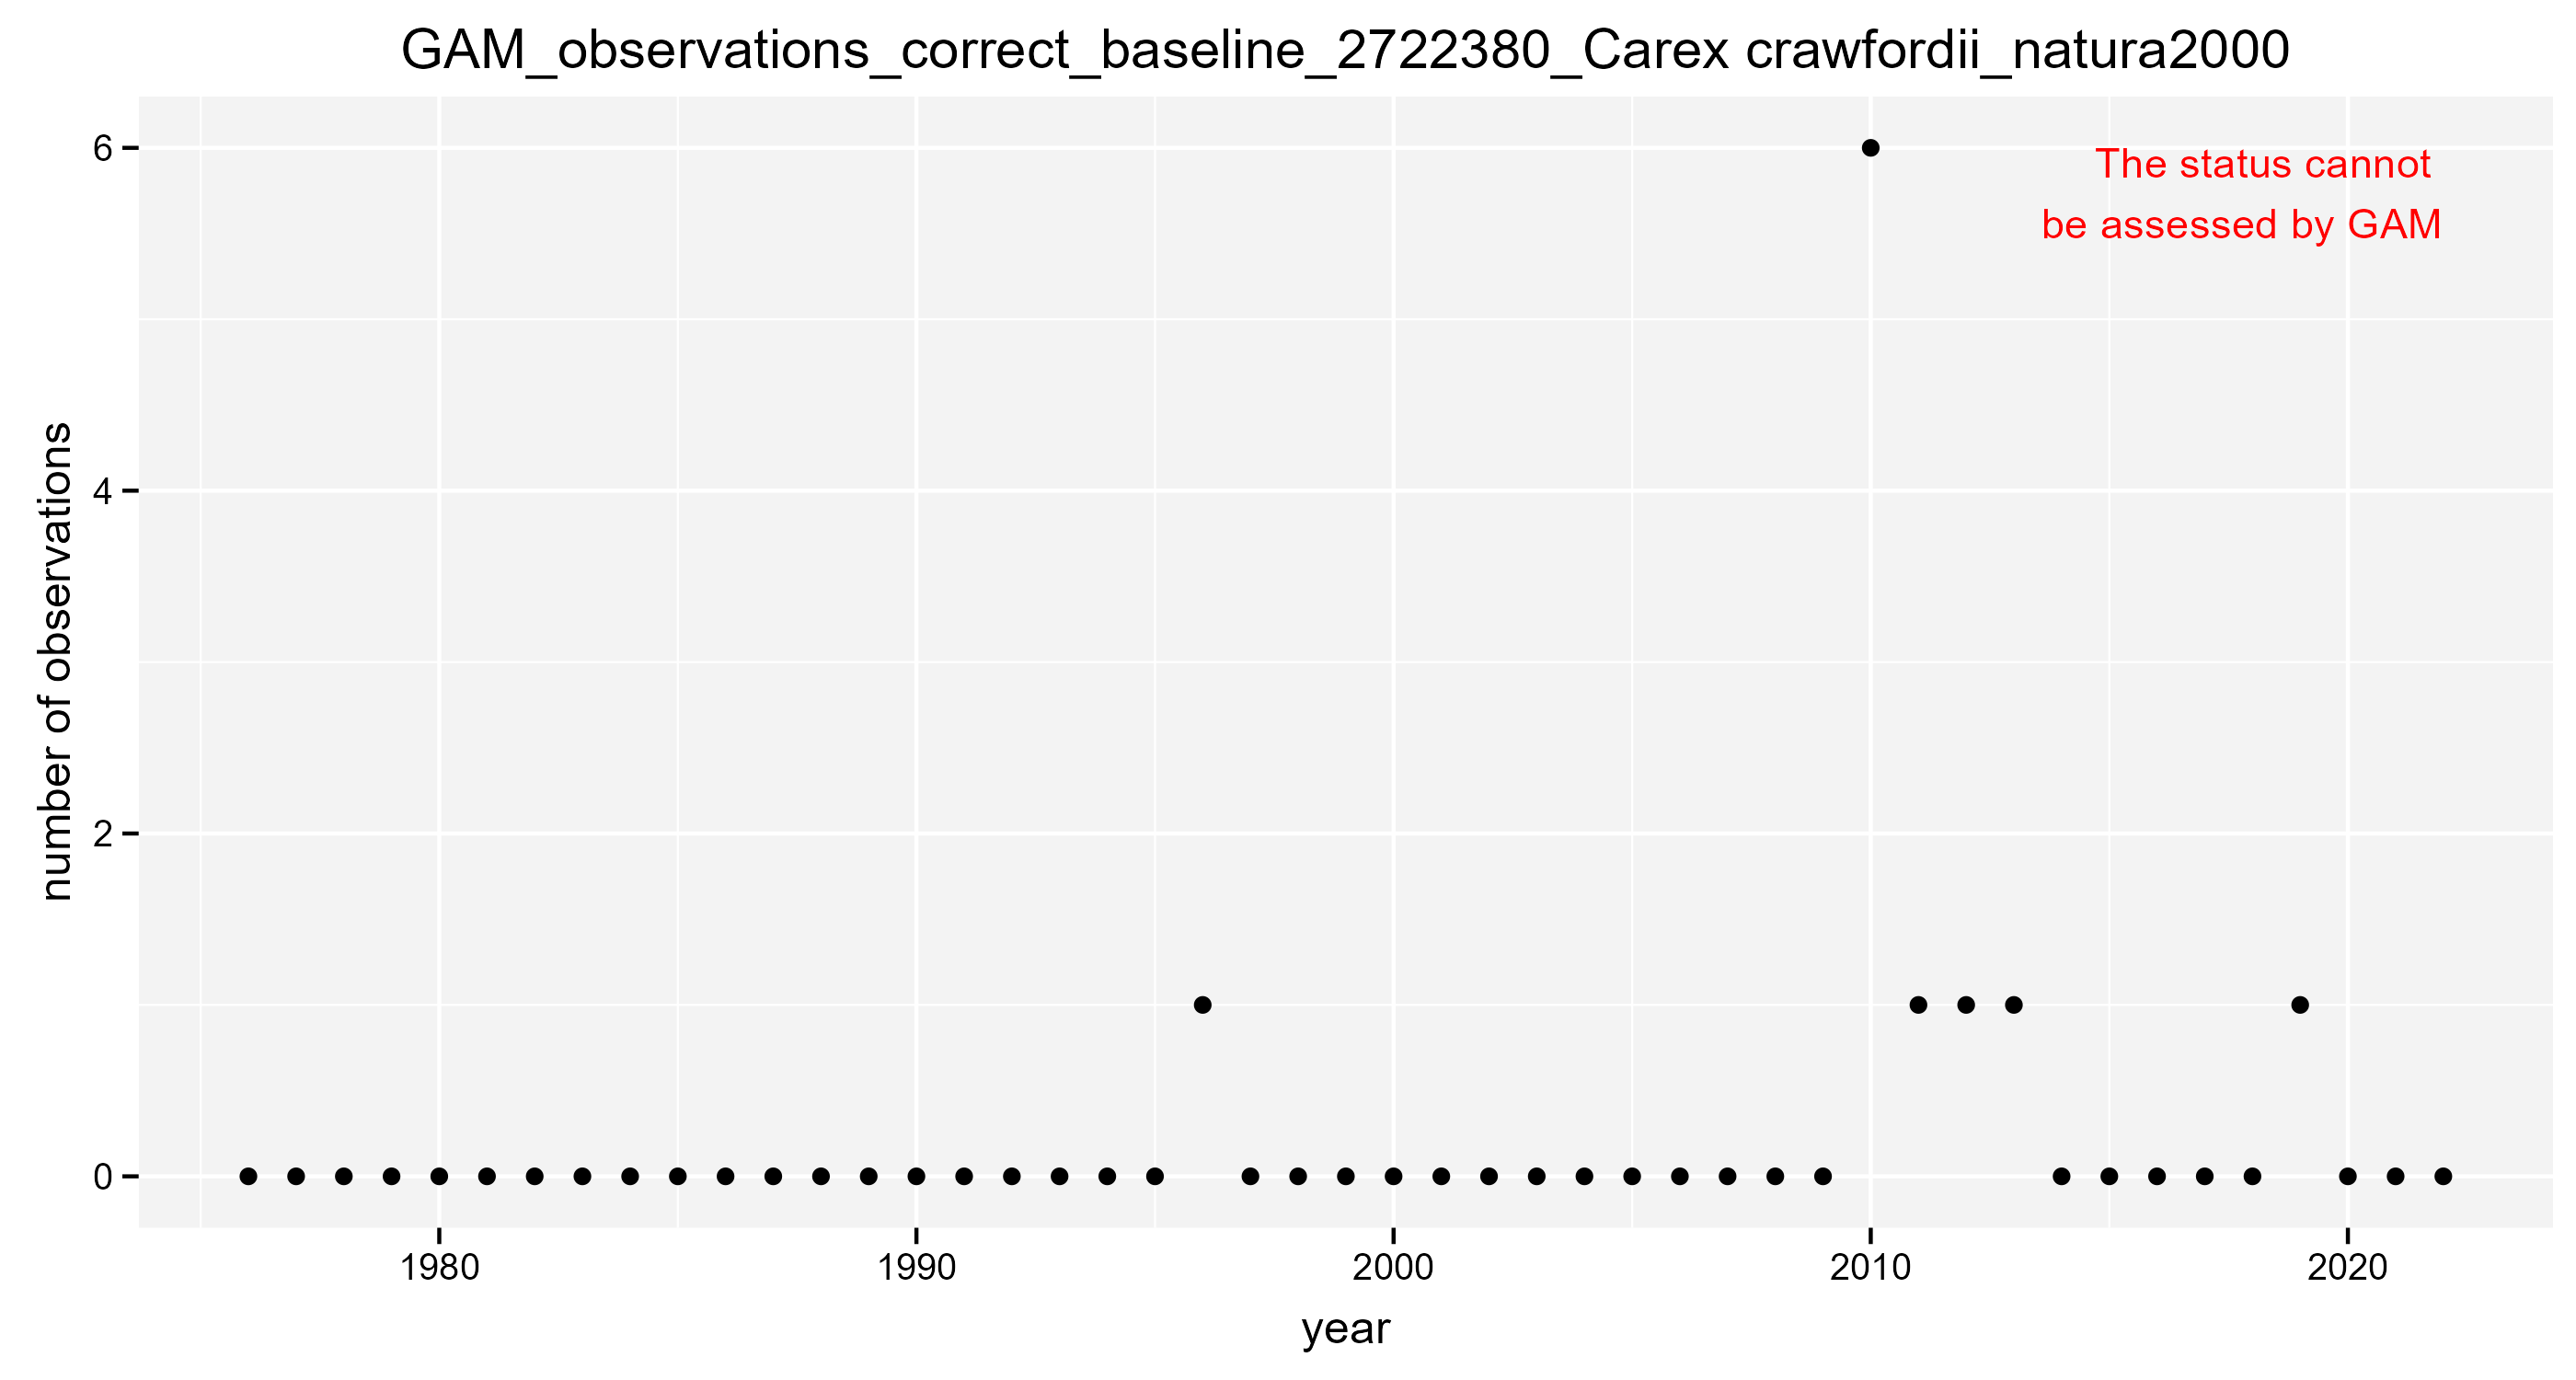 GAM_observations_correct_baseline_2722380_Carex crawfordii_natura2000
The status cannot
be assessed by GAM
number of observations
6
4
2
0
1980
1990
2000
2010
2020
year